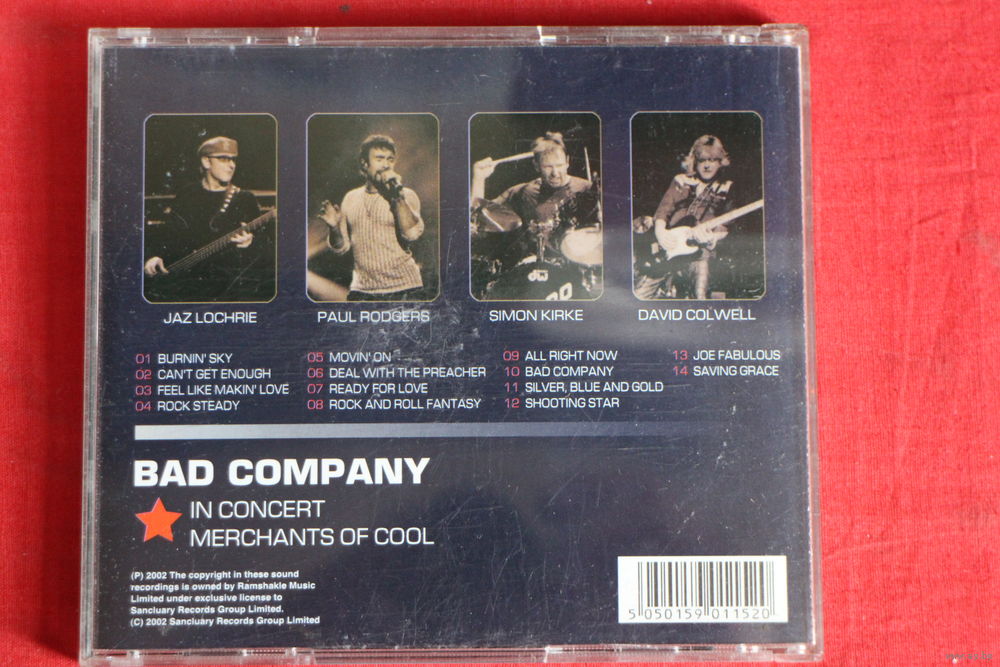 JAZ LOCHRIE
PAUL RODGERS
SIMON KIRKE
DAVID COLWELL
01 BURNIN' SKY
02 CAN'T GET ENOUGH
03 FEEL LIKE MAKIN' LOVE
04 ROCK STEADY
05 MOVIN' ON
06 DEAL WITH THE PREACHER
07 READY FOR LOVE
08 ROCK AND ROLL FANTASY
09 ALL RIGHT NOW
10 BAD COMPANY
11 SILVER, BLUE AND GOLD
12 SHOOTING STAR
13 JOE FABULOUS
14 SAVING GRACE
BAD COMPANY
IN CONCERT
MERCHANTS OF COOL
(P) 2002 The copyright in these sound
recordings is owned by Ramshakle Music
Limited under exclusive license to
Sancluary Records Group Limited.
(C) 2002 Sancluary Records Group Limited
5 050159 011520